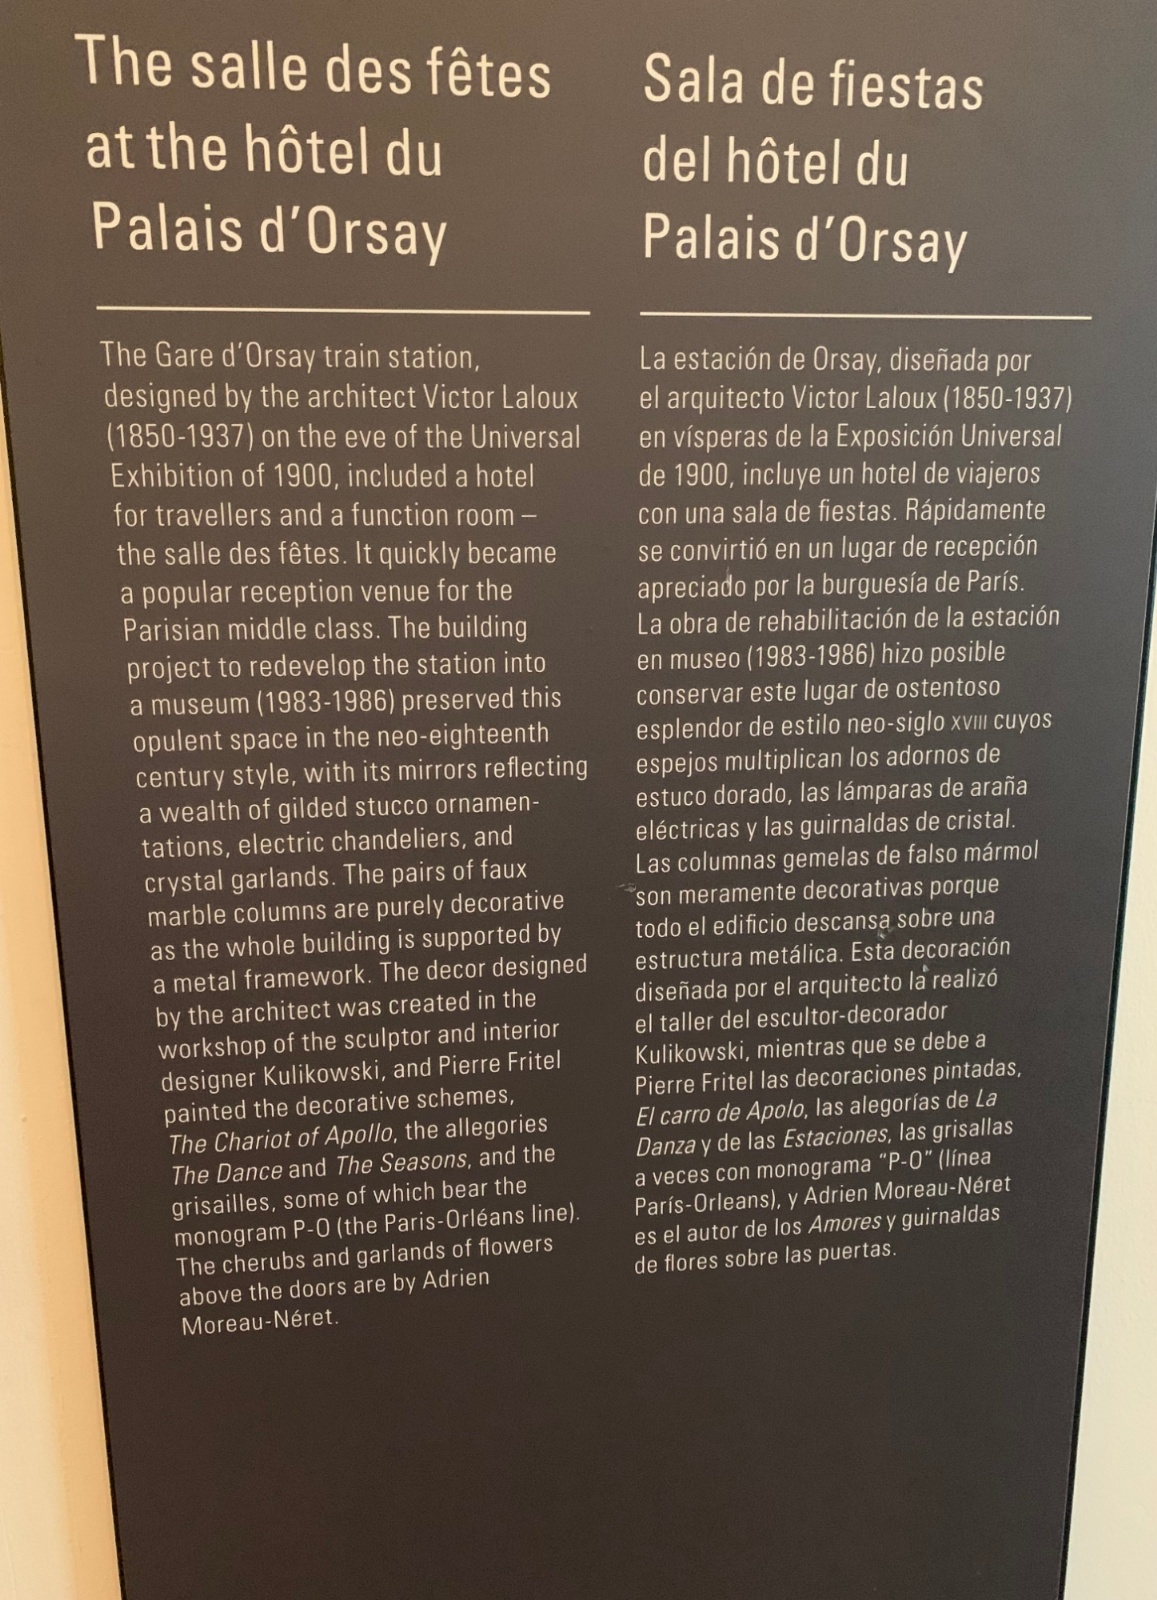 The salle des fêtes
at the hôtel du
Palais d’Orsay
The Gare d’Orsay train station,
designed by the architect Victor Laloux
(1850-1937) on the eve of the Universal
Exhibition of 1900, included a hotel
for travellers and a function room –
the salle des fêtes. It quickly became
a popular reception venue for the
Parisian middle class. The building
project to redevelop the station into
a museum (1983-1986) preserved this
opulent space in the neo-eighteenth
century style, with its mirrors reflecting
a wealth of gilded stucco ornamen-
tations, electric chandeliers, and
crystal garlands. The pairs of faux
marble columns are purely decorative
as the whole building is supported by
a metal framework. The decor designed
by the architect was created in the
workshop of the sculptor and interior
designer Kulikowski, and Pierre Fritel
painted the decorative schemes,
The Chariot of Apollo, the allegories
The Dance and The Seasons, and the
grisailles, some of which bear the
monogram P-O (the Paris-Orléans line).
The cherubs and garlands of flowers
above the doors are by Adrien
Moreau-Néret.
Sala de fiestas
del hôtel du
Palais d’Orsay
La estación de Orsay, diseñada por
el arquitecto Victor Laloux (1850-1937)
en vísperas de la Exposición Universal
de 1900, incluye un hotel de viajeros
con una sala de fiestas. Rápidamente
se convirtió en un lugar de recepción
apreciado por la burguesía de París.
La obra de rehabilitación de la estación
en museo (1983-1986) hizo posible
conservar este lugar de ostentoso
esplendor de estilo neo-siglo XVIII cuyos
espejos multiplican los adornos de
estuco dorado, las lámparas de araña
eléctricas y las guirnaldas de cristal.
Las columnas gemelas de falso mármol
son meramente decorativas porque
todo el edificio descansa sobre una
estructura metálica. Esta decoración
diseñada por el arquitecto la realizó
el taller del escultor-decorador
Kulikowski, mientras que se debe a
Pierre Fritel las decoraciones pintadas,
El carro de Apolo, las alegorías de La
Danza y de las Estaciones, las grisallas
a veces con monograma “P-O” (línea
París-Orleans), y Adrien Moreau-Néret
es el autor de los Amores y guirnaldas
de flores sobre las puertas.